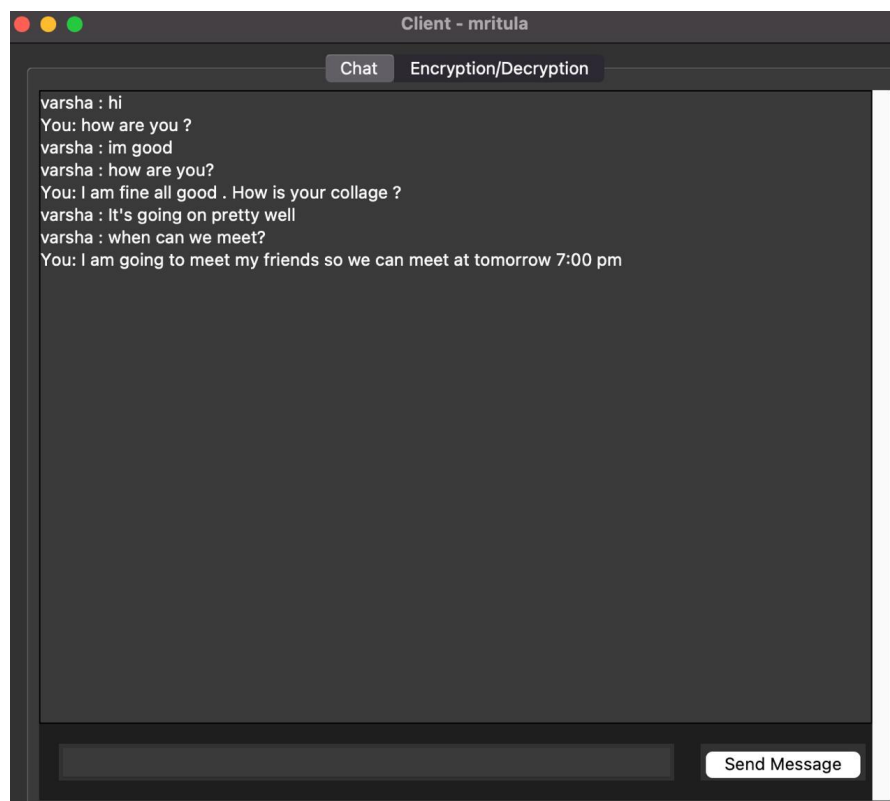 Client - mritula
Chat Encryption/Decryption
varsha : hi
You: how are you ?
varsha : im good
varsha : how are you?
You: I am fine all good . How is your collage ?
varsha : It's going on pretty well
varsha : when can we meet?
You: I am going to meet my friends so we can meet at tomorrow 7:00 pm
Send Message